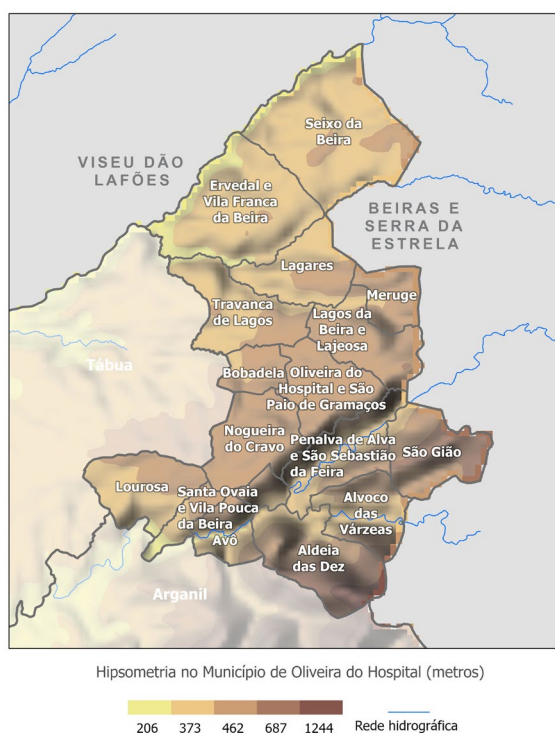 Seixo da
Beira
VISEU DÃO
LAFÕES
Ervedal e
Vila Franca
da Beira
BEIRAS E
SERRA DA
ESTRELA
Lagares
Meruge
Travanca
de Lagos
Lagos da
Beira e
Lajeosa
Tábua
Bobadela
Oliveira do
Hospital e São
Paio de Gramaços
Nogueira
do Cravo
Penalva de Alva
e São Sebastião
da Feira
São Gião
Lourosa
Santa Ovaia
e Vila Pouca
da Beira
Alvoco
das
Várzeas
Avô
Aldeia
das Dez
Arganil
Hipsometria no Município de Oliveira do Hospital (metros)
206 373 462 687 1244
Rede hidrográfica